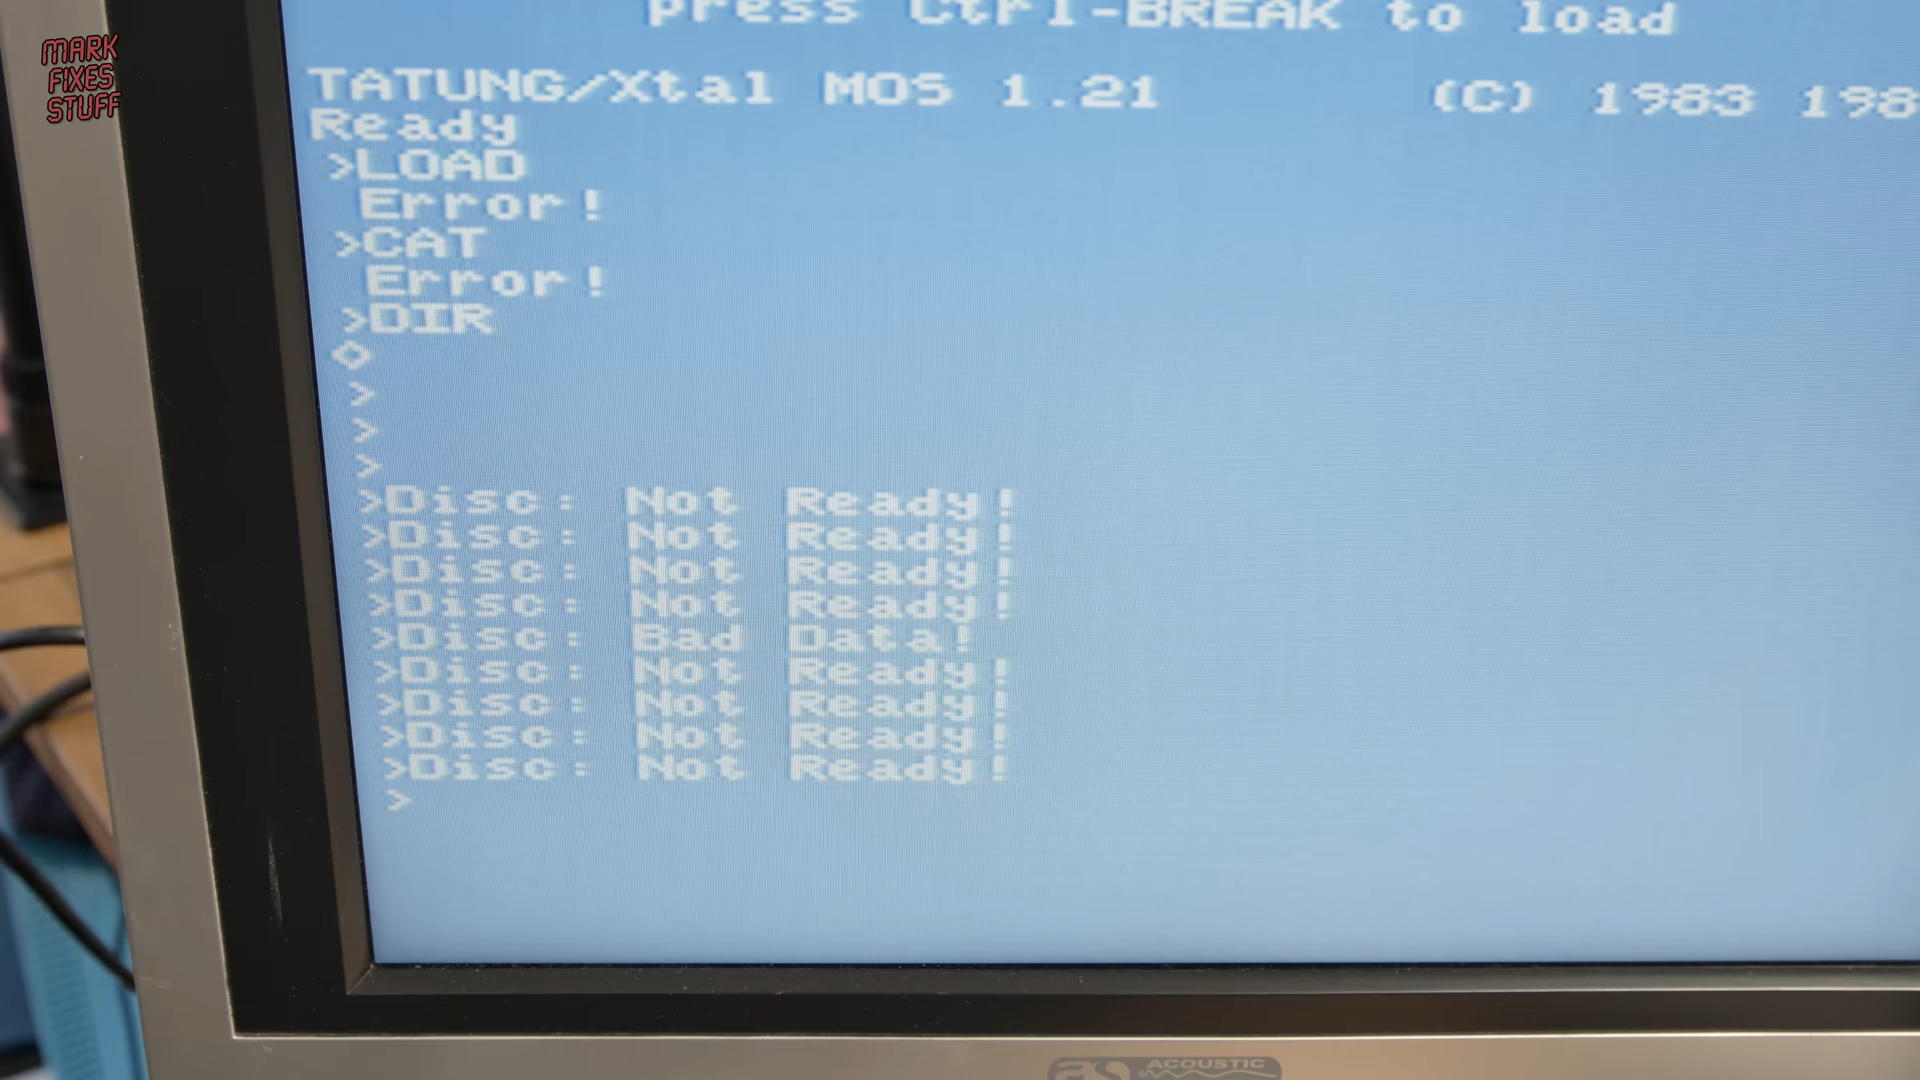 MARK
FIXES
STUFF
press Ctrl-BREAK to load
TATUNG/Xtal MOS 1.21 (C) 1983 198
Ready
>LOAD
Error!
>CAT
Error!
>DIR
>
>
>
>Disc: Not Ready!
>Disc: Not Ready!
>Disc: Not Ready!
>Disc: Not Ready!
>Disc: Bad Data!
>Disc: Not Ready!
>Disc: Not Ready!
>Disc: Not Ready!
>Disc: Not Ready!
>
ACOUSTIC